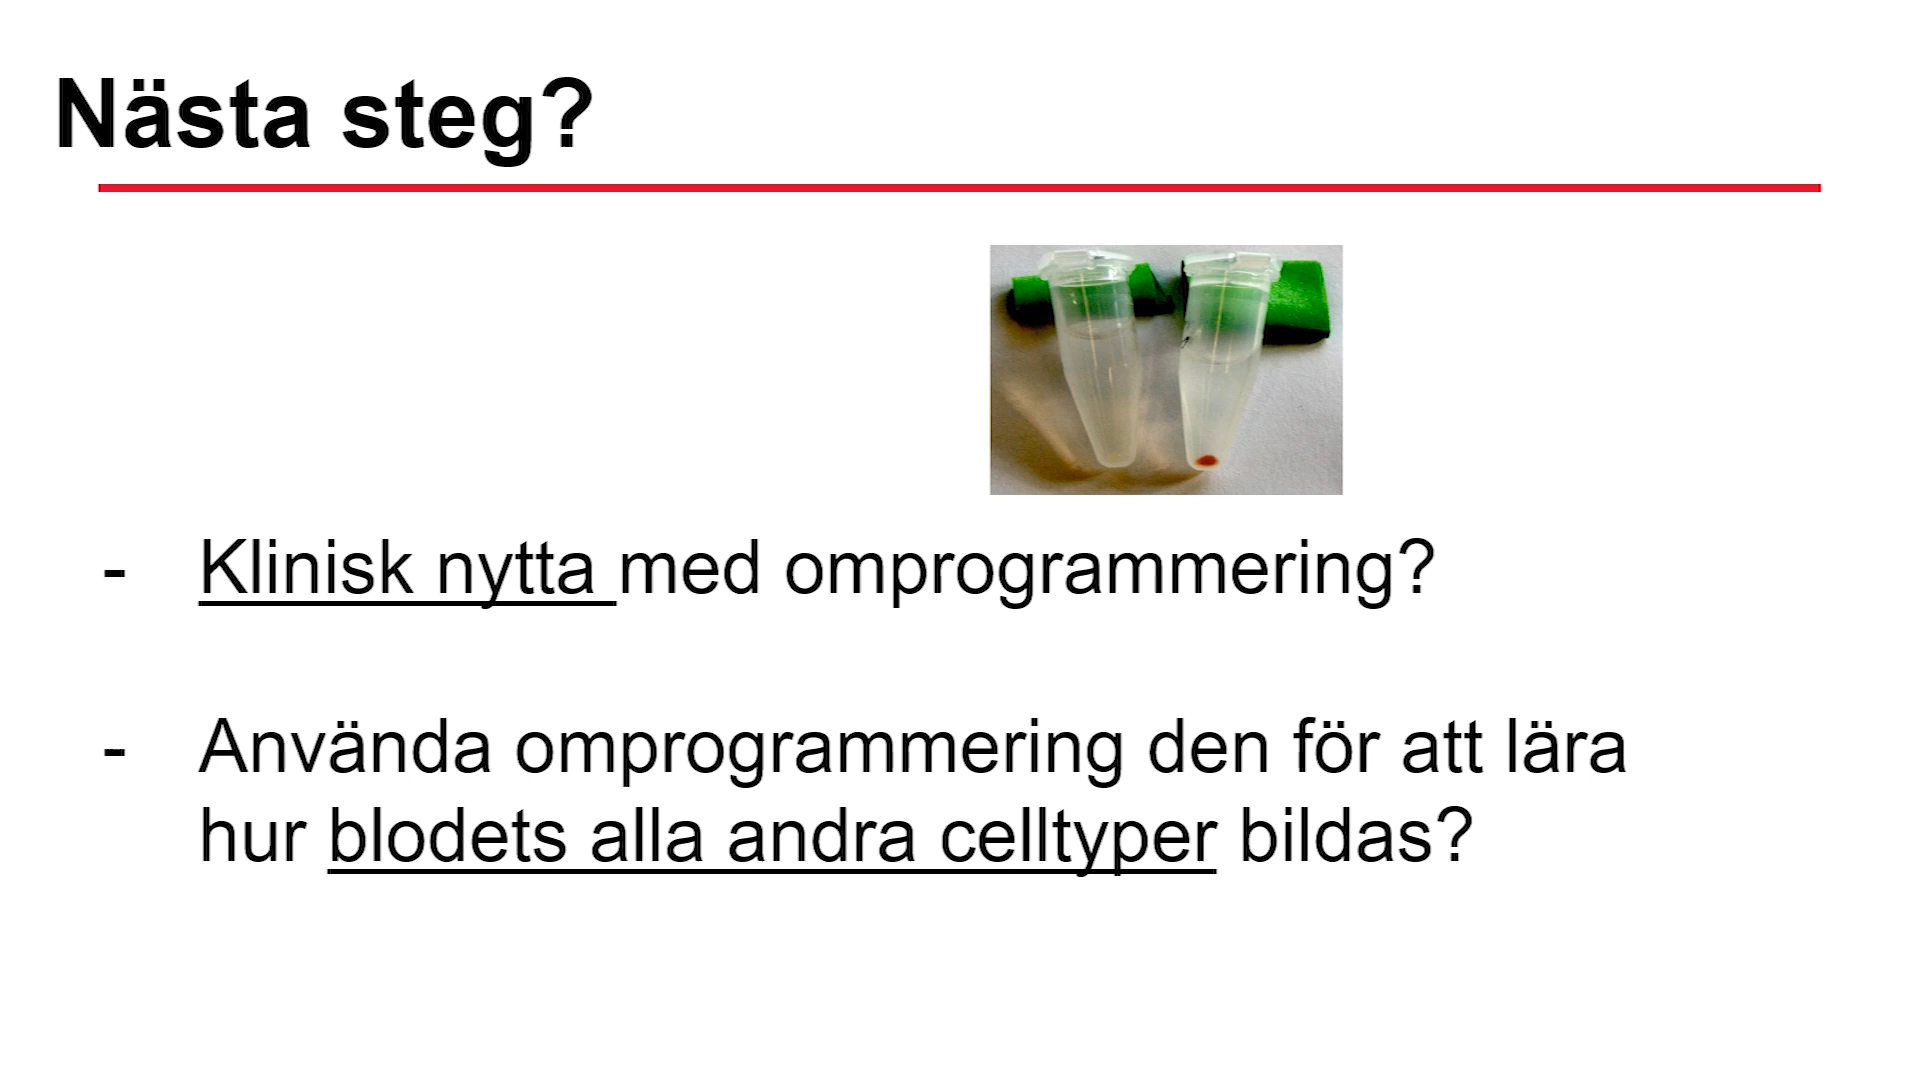 Nästa steg?
- Klinisk nytta med omprogrammering?
- Använda omprogrammering den för att lära
hur blodets alla andra celltyper bildas?